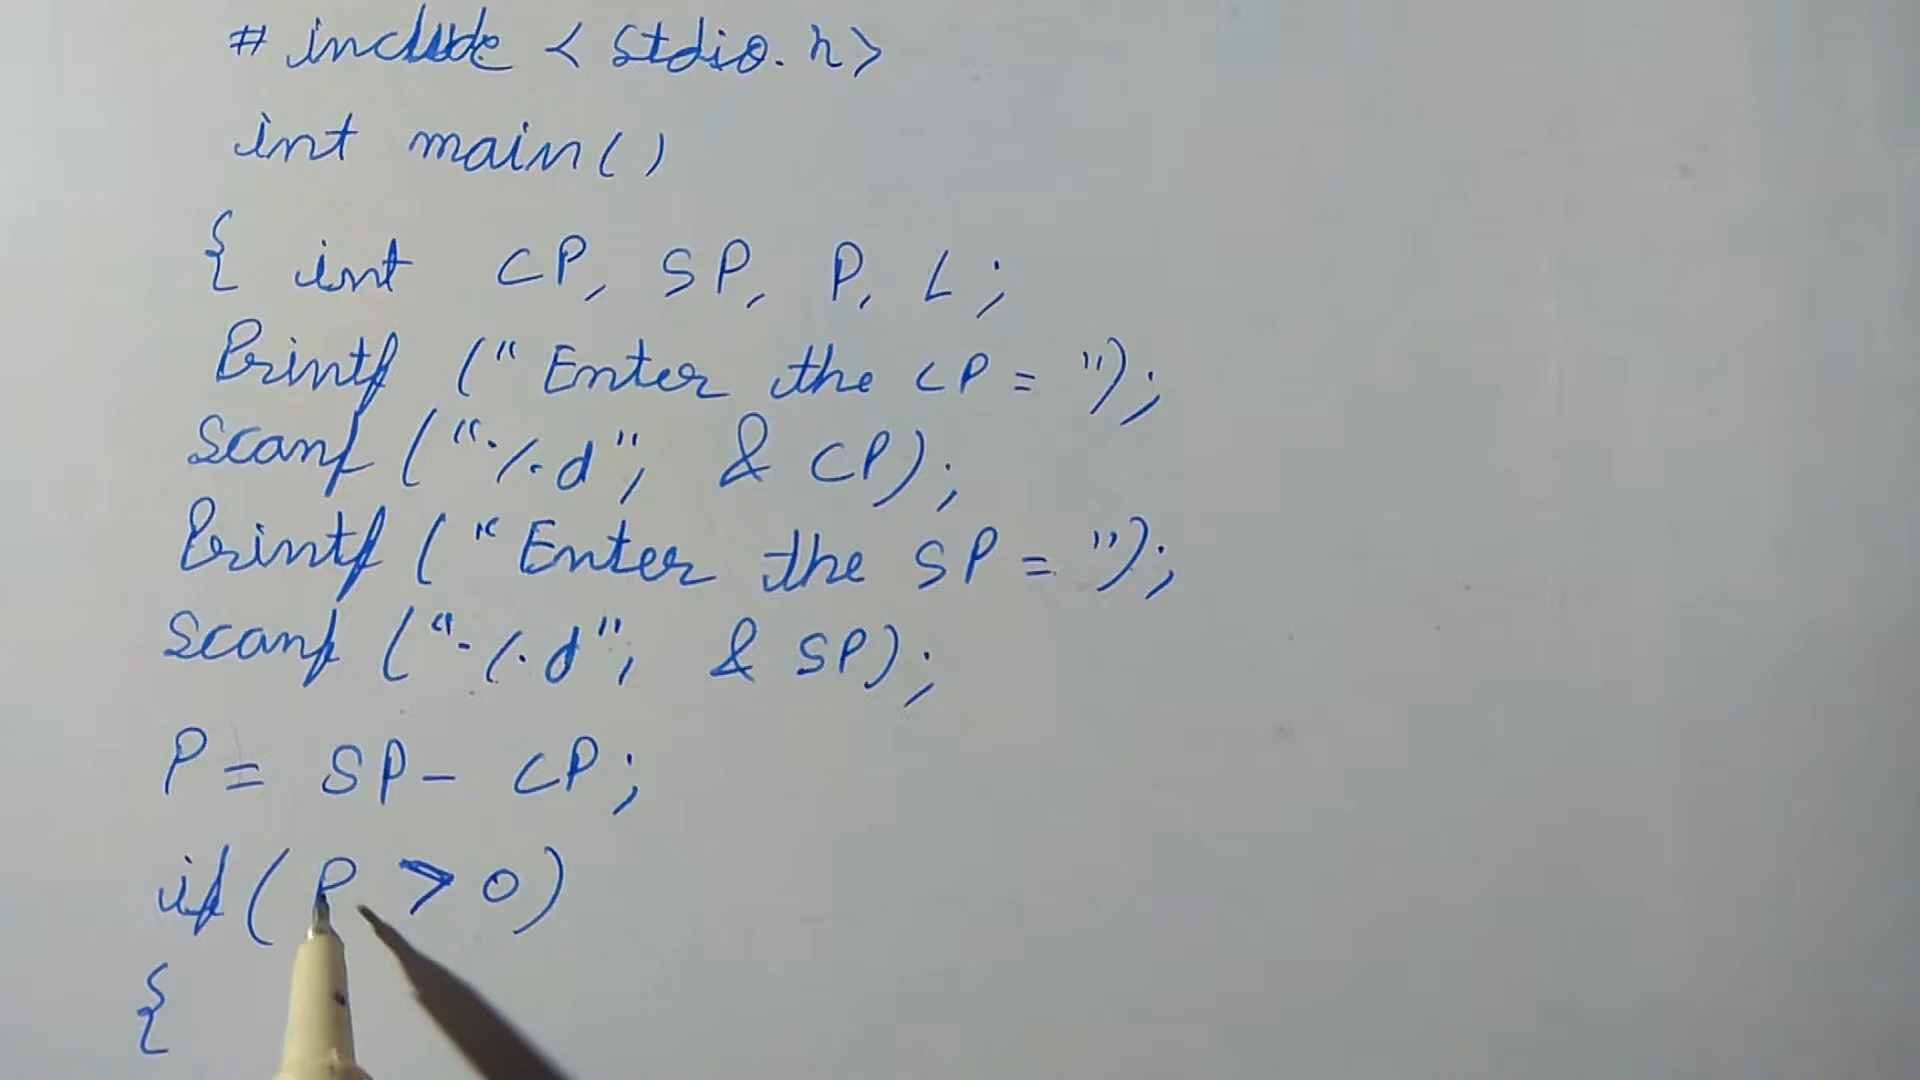 # include <stdio.h>
int main()
{ int CP, SP, P, L;
Printf ("Enter the CP = ");
Scanf ("%d", & CP);
Printf ("Enter the SP = ");
Scanf ("%d", & SP);
P = SP - CP;
if (P > 0)
{